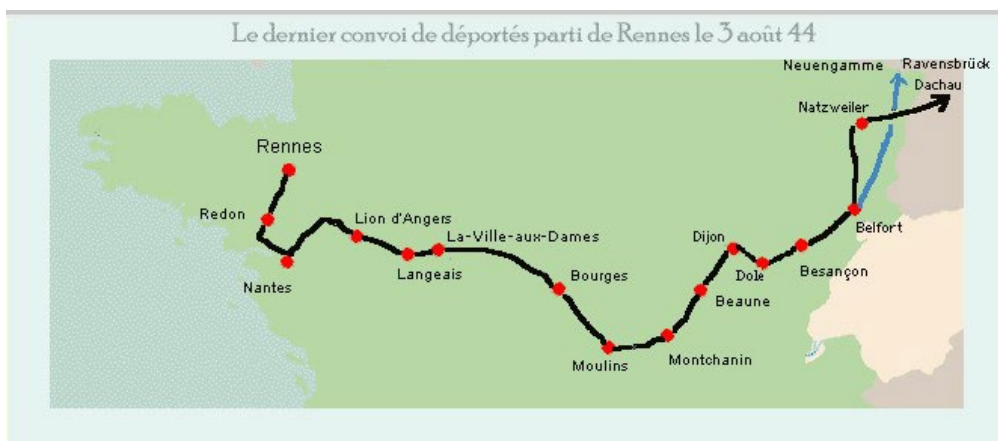 Le dernier convoi de déportés parti de Rennes le 3 août 44
Neuengamme
Ravensbrück
Dachau
Natzweiler
Rennes
Redon
Lion d'Angers
La-Ville-aux-Dames
Dijon
Belfort
Langeais
Nantes
Bourges
Dole
Besançon
Beaune
Moulins
Montchanin